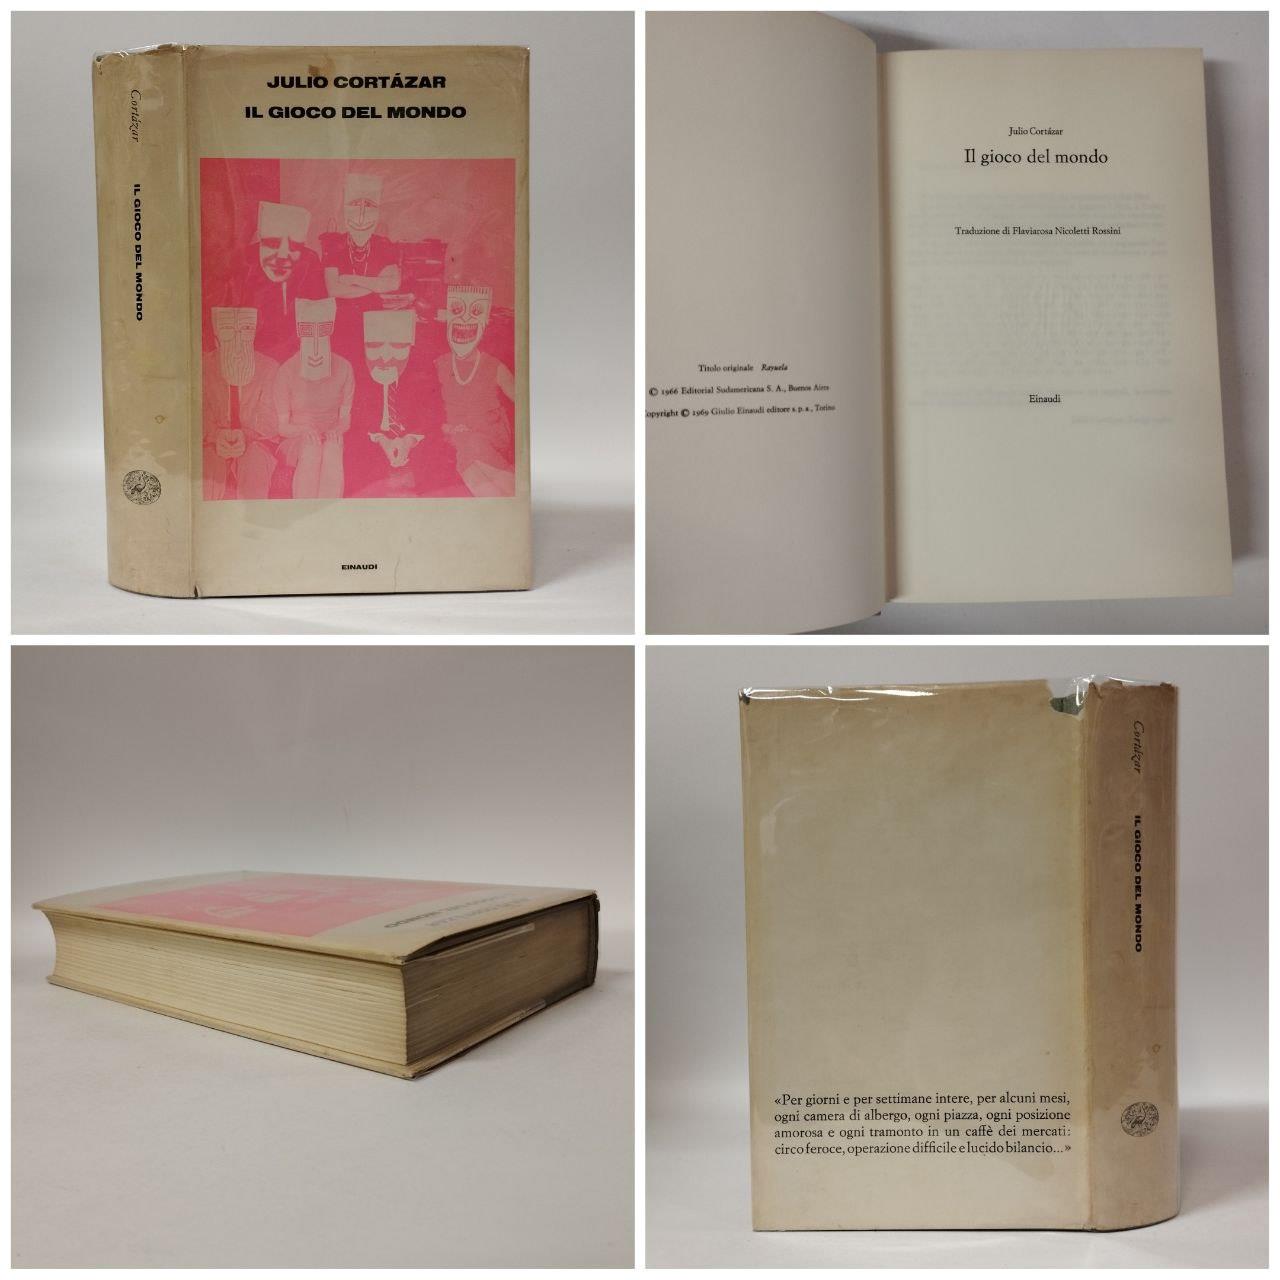 JULIO CORTÁZAR
IL GIOCO DEL MONDO
EINAUDI
Cortázar
IL GIOCO DEL MONDO
Titolo originale Rayuela
© 1966 Editorial Sudamericana S. A., Buenos Aires
opyright © 1969 Giulio Einaudi editore s. p. a., Torino
Julio Cortázar
Il gioco del mondo
Traduzione di Flaviarosa Nicoletti Rossini
Einaudi
«Per giorni e per settimane intere, per alcuni mesi,
ogni camera di albergo, ogni piazza, ogni posizione
amorosa e ogni tramonto in un caffè dei mercati:
circo feroce, operazione difficile e lucido bilancio...»
Cortázar
IL GIOCO DEL MONDO